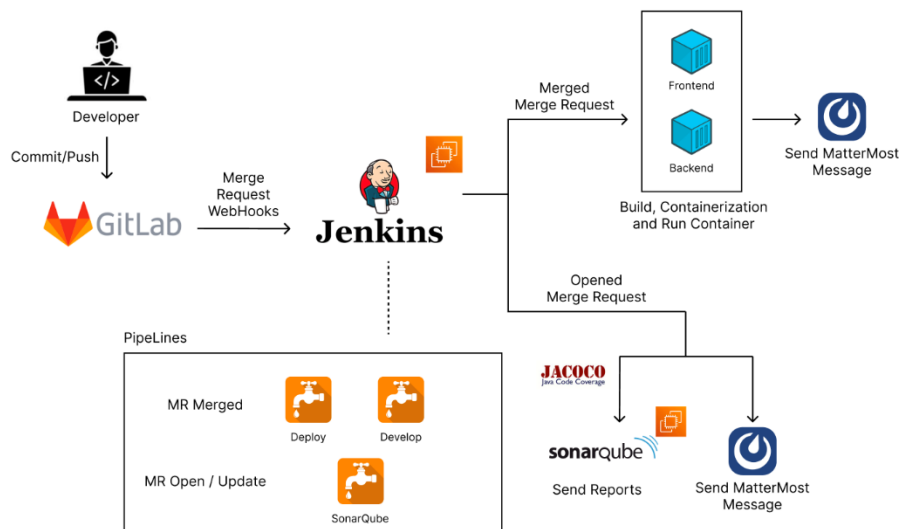 </>
Developer
Commit/Push
GitLab
Merge
Request
WebHooks
Jenkins
Merged
Merge Request
Frontend
Backend
Build, Containerization
and Run Container
Send MatterMost
Message
Opened
Merge Request
JACOCO
Java Code Coverage
sonarqube
Send Reports
Send MatterMost
Message
PipeLines
MR Merged
Deploy
Develop
MR Open / Update
SonarQube